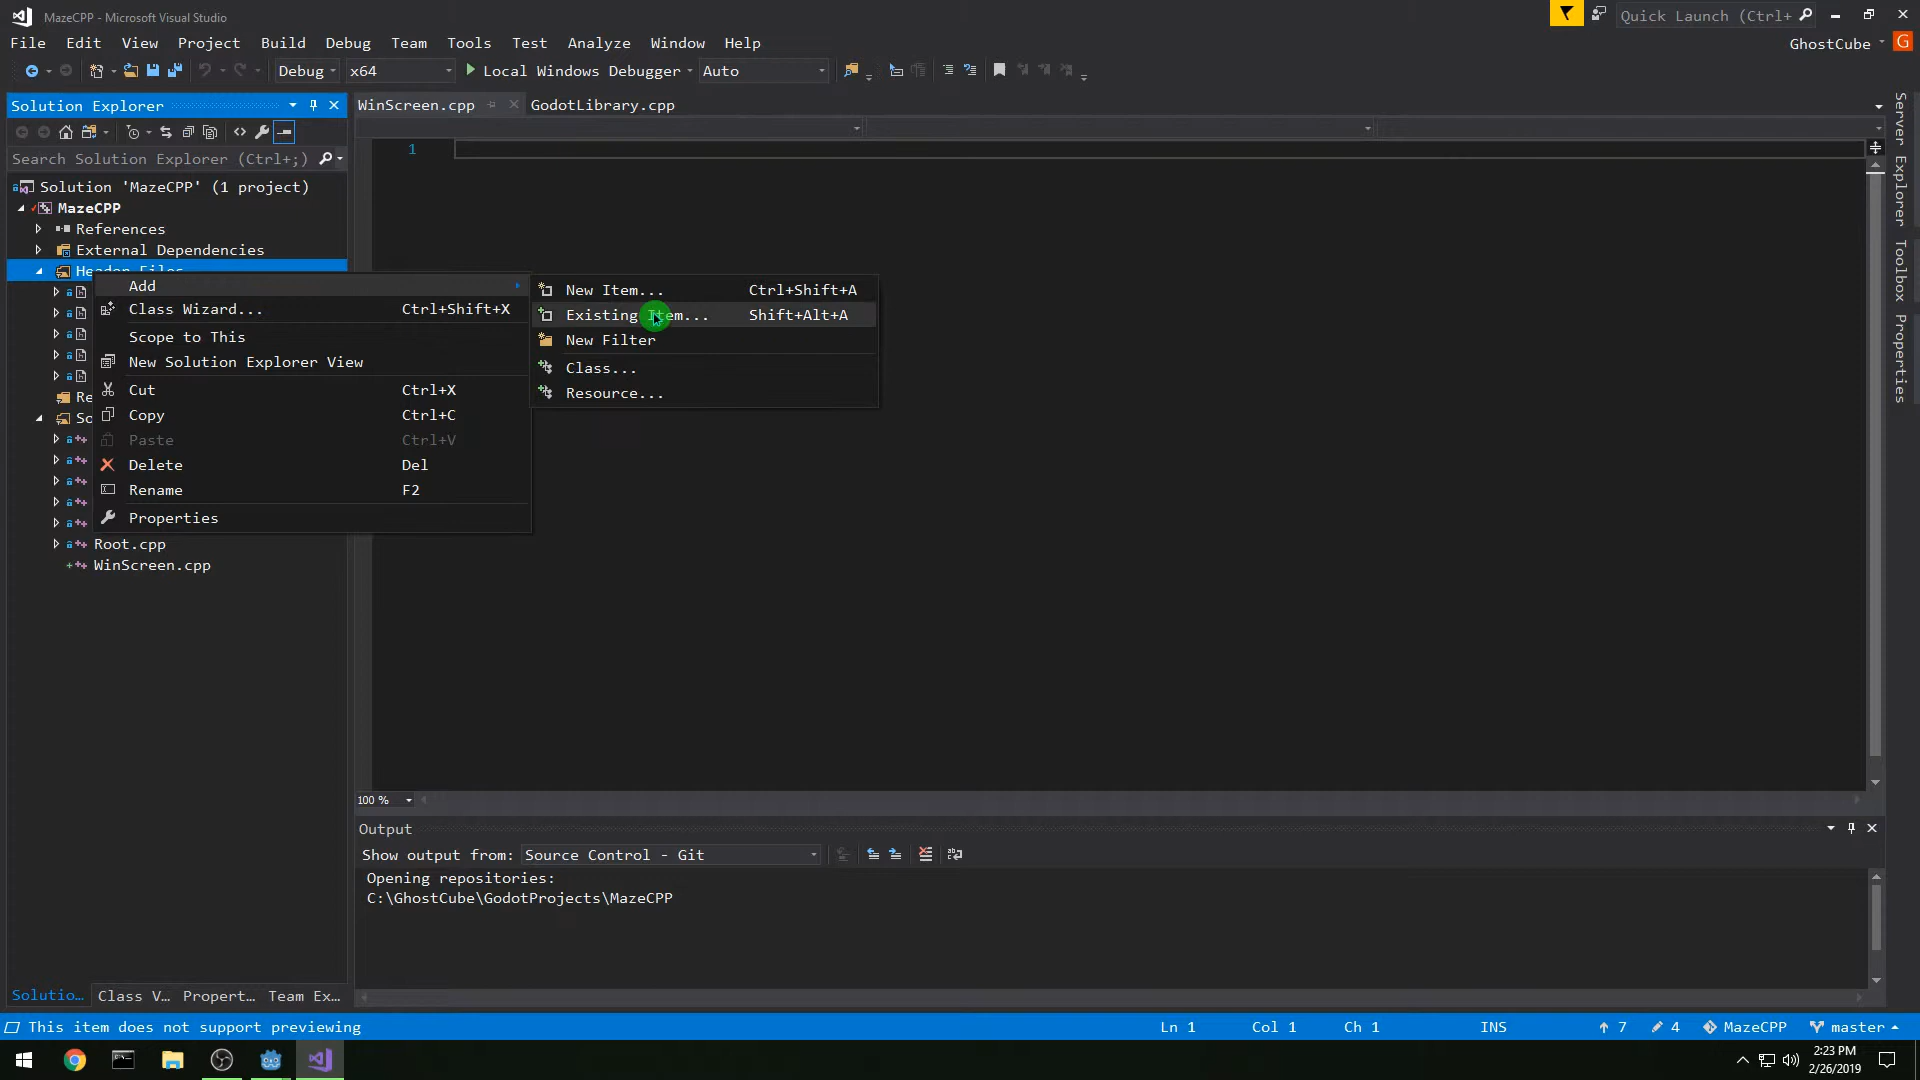 MazeCPP - Microsoft Visual Studio
Quick Launch (Ctrl+
File Edit View Project Build Debug Team Tools Test Analyze Window Help
GhostCube G
Debug x64 Local Windows Debugger Auto
Solution Explorer
WinScreen.cpp GodotLibrary.cpp
Search Solution Explorer (Ctrl+;)
1
Solution 'MazeCPP' (1 project)
MazeCPP
References
External Dependencies
Header Files
Re
So
Root.cpp
WinScreen.cpp
Add
Class Wizard... Ctrl+Shift+X
Scope to This
New Solution Explorer View
Cut Ctrl+X
Copy Ctrl+C
Paste Ctrl+V
Delete Del
Rename F2
Properties
New Item... Ctrl+Shift+A
Existing Item... Shift+Alt+A
New Filter
Class...
Resource...
Server Explorer
Toolbox
Properties
100 %
Output
Show output from: Source Control - Git
Opening repositories:
C:\GhostCube\GodotProjects\MazeCPP
Solutio... Class V... Propert... Team Ex...
This item does not support previewing
Ln 1 Col 1 Ch 1 INS 7 4 MazeCPP master
2:23 PM
2/26/2019